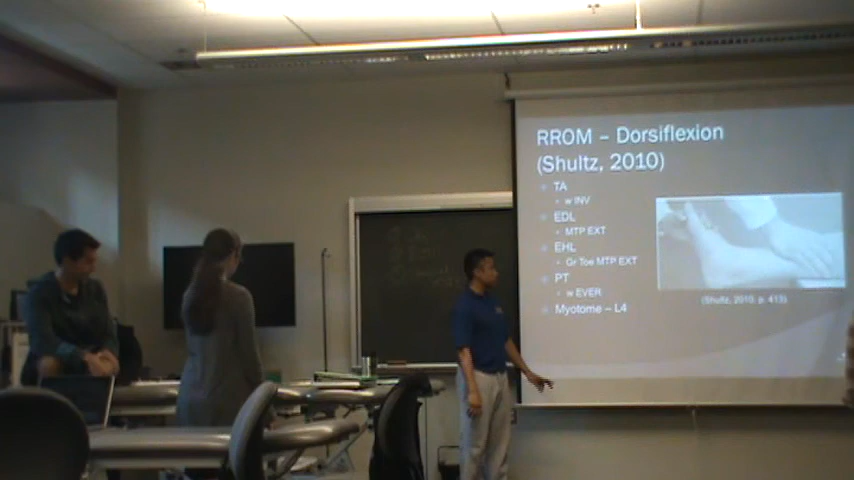 RROM – Dorsiflexion
(Shultz, 2010)
TA
w INV
EDL
MTP EXT
EHL
Gr Toe MTP EXT
PT
w EVER
Myotome – L4
(Shultz, 2010, p. 413)